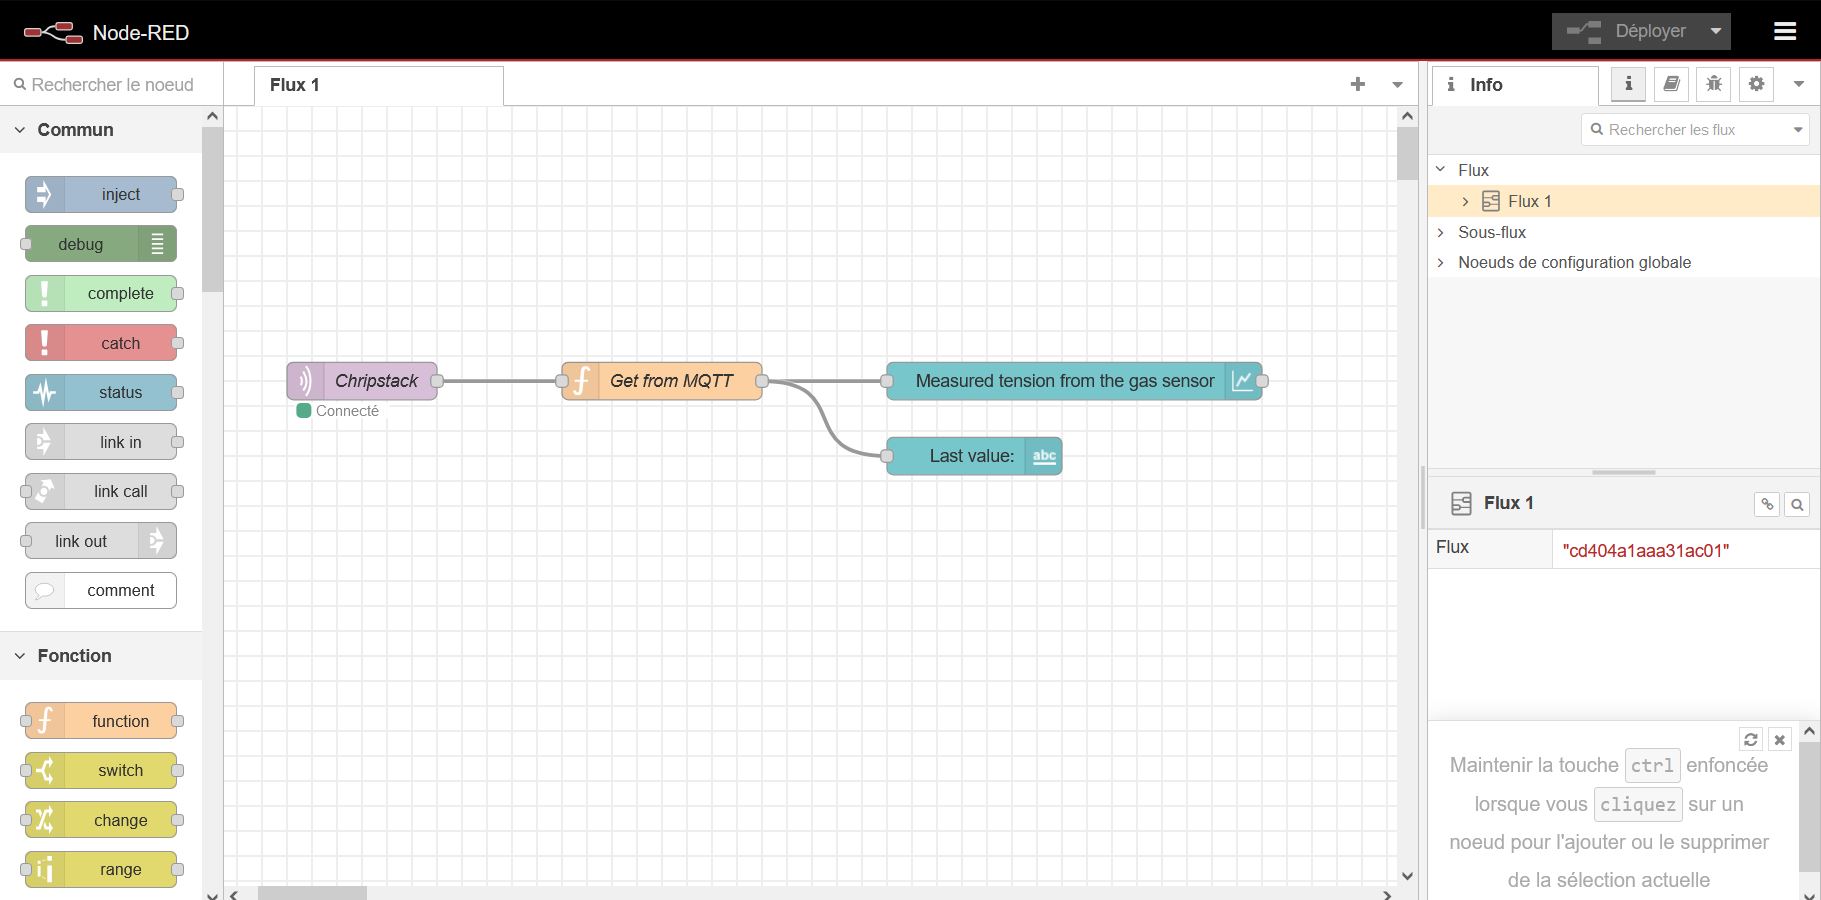 Node-RED
Déployer
Rechercher le noeud
Flux 1
Info
Commun
inject
debug
complete
catch
status
link in
link call
link out
comment
Fonction
function
switch
change
range
Chripstack
Connecté
Get from MQTT
Measured tension from the gas sensor
Last value:
abc
Rechercher les flux
Flux
Flux 1
Sous-flux
Noeuds de configuration globale
Flux 1
Flux "cd404a1aaa31ac01"
Maintenir la touche ctrl enfoncée
lorsque vous cliquez sur un
noeud pour l'ajouter ou le supprimer
de la sélection actuelle